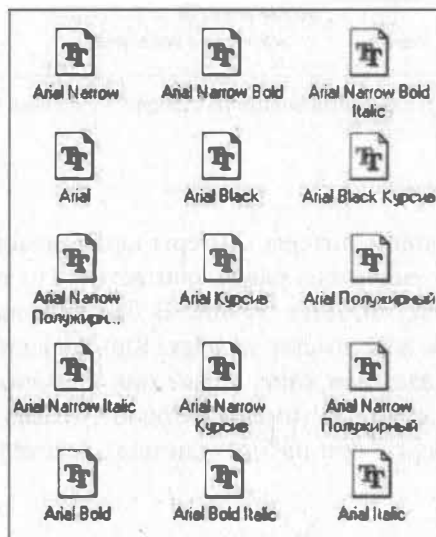 Arial Narrow
Arial Narrow Bold
Arial Narrow Bold
Italic
Arial
Arial Black
Arial Black Курсив
Arial Narrow
Полужирн...
Arial Курсив
Arial Полужирный
Arial Narrow Italic
Arial Narrow
Курсив
Arial Narrow
Полужирный
Arial Bold
Arial Bold Italic
Arial Italic